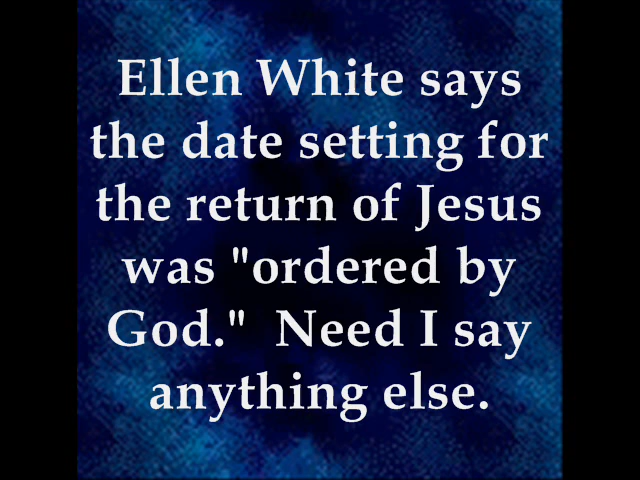 Ellen White says
the date setting for
the return of Jesus
was "ordered by
God."  Need I say
anything else.